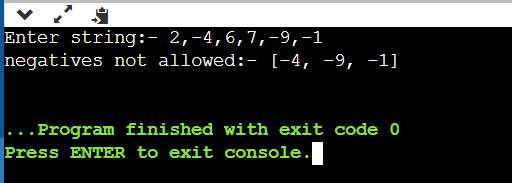 Enter string:- 2,-4,6,7,-9,-1
negatives not allowed:- [-4, -9, -1]
...Program finished with exit code 0
Press ENTER to exit console.